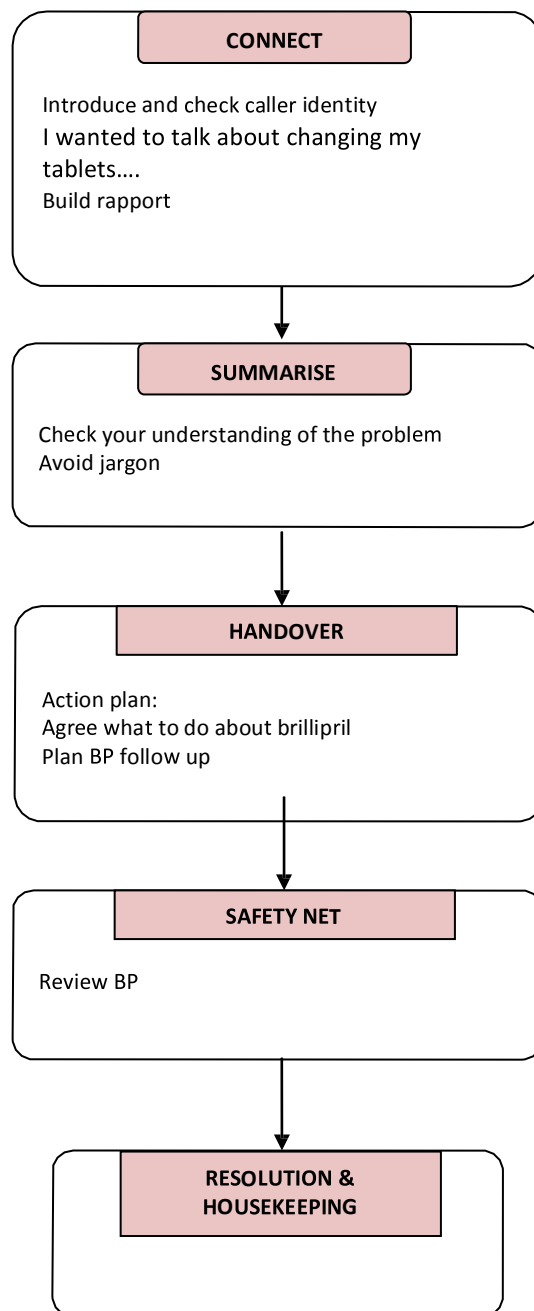 CONNECT
Introduce and check caller identity
I wanted to talk about changing my
tablets....
Build rapport
SUMMARISE
Check your understanding of the problem
Avoid jargon
HANDOVER
Action plan:
Agree what to do about brillipril
Plan BP follow up
SAFETY NET
Review BP
RESOLUTION &
HOUSEKEEPING